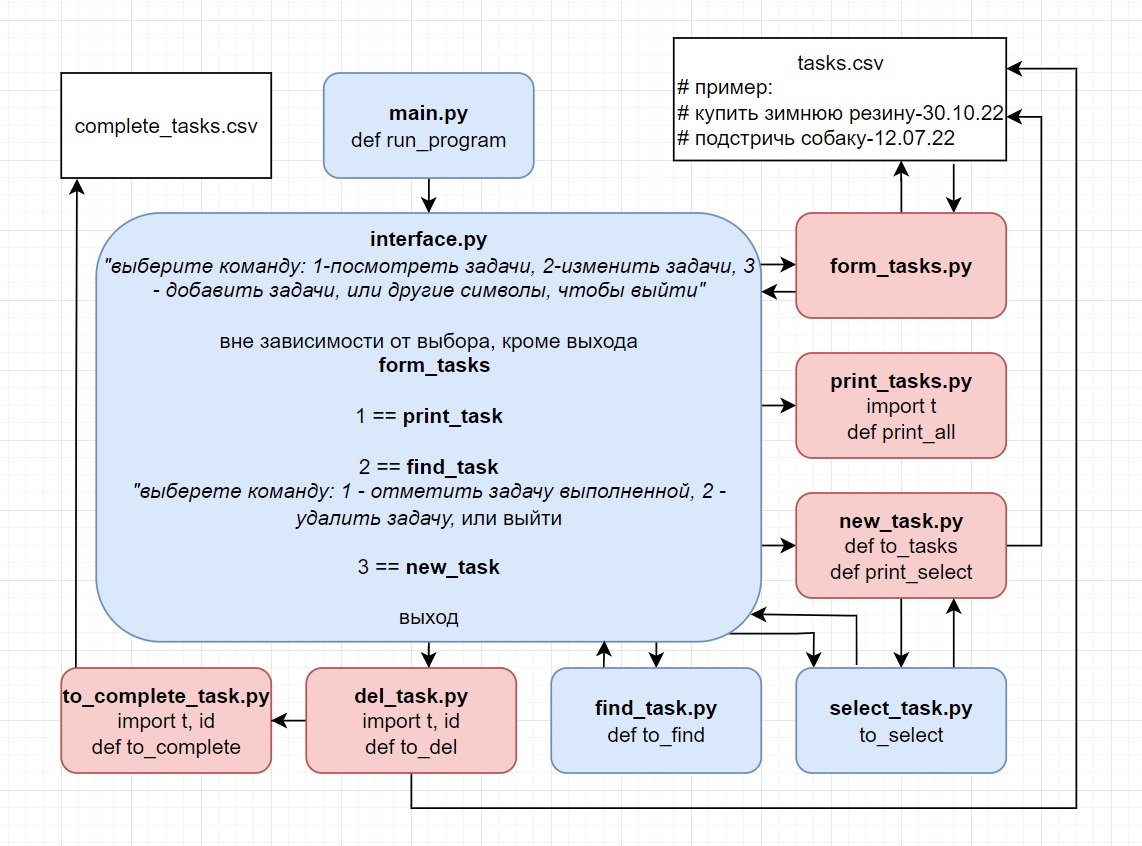 complete_tasks.csv
main.py
def run_program
tasks.csv
# пример:
# купить зимнюю резину-30.10.22
# подстричь собаку-12.07.22
interface.py
"выберите команду: 1-посмотреть задачи, 2-изменить задачи, 3
- добавить задачи, или другие символы, чтобы выйти"
вне зависимости от выбора, кроме выхода
form_tasks
1 == print_task
2 == find_task
"выберете команду: 1 - отметить задачу выполненной, 2 -
удалить задачу, или выйти
3 == new_task
выход
form_tasks.py
print_tasks.py
import t
def print_all
new_task.py
def to_tasks
def print_select
to_complete_task.py
import t, id
def to_complete
del_task.py
import t, id
def to_del
find_task.py
def to_find
select_task.py
to_select